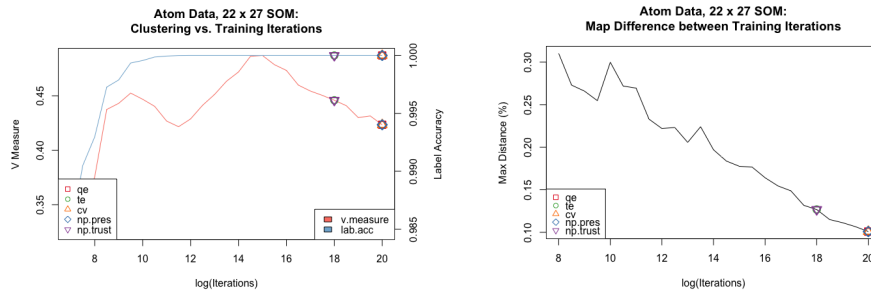 Atom Data, 22 x 27 SOM:
Clustering vs. Training Iterations
V Measure
0.45
0.40
0.35
1.000
0.995
0.990
0.985
Label Accuracy
qe
te
cv
np.pres
np.trust
v.measure
lab.acc
8 10 12 14 16 18 20
log(Iterations)
Atom Data, 22 x 27 SOM:
Map Difference between Training Iterations
Max Distance (%)
0.30
0.25
0.20
0.15
0.10
qe
te
cv
np.pres
np.trust
8 10 12 14 16 18 20
log(Iterations)